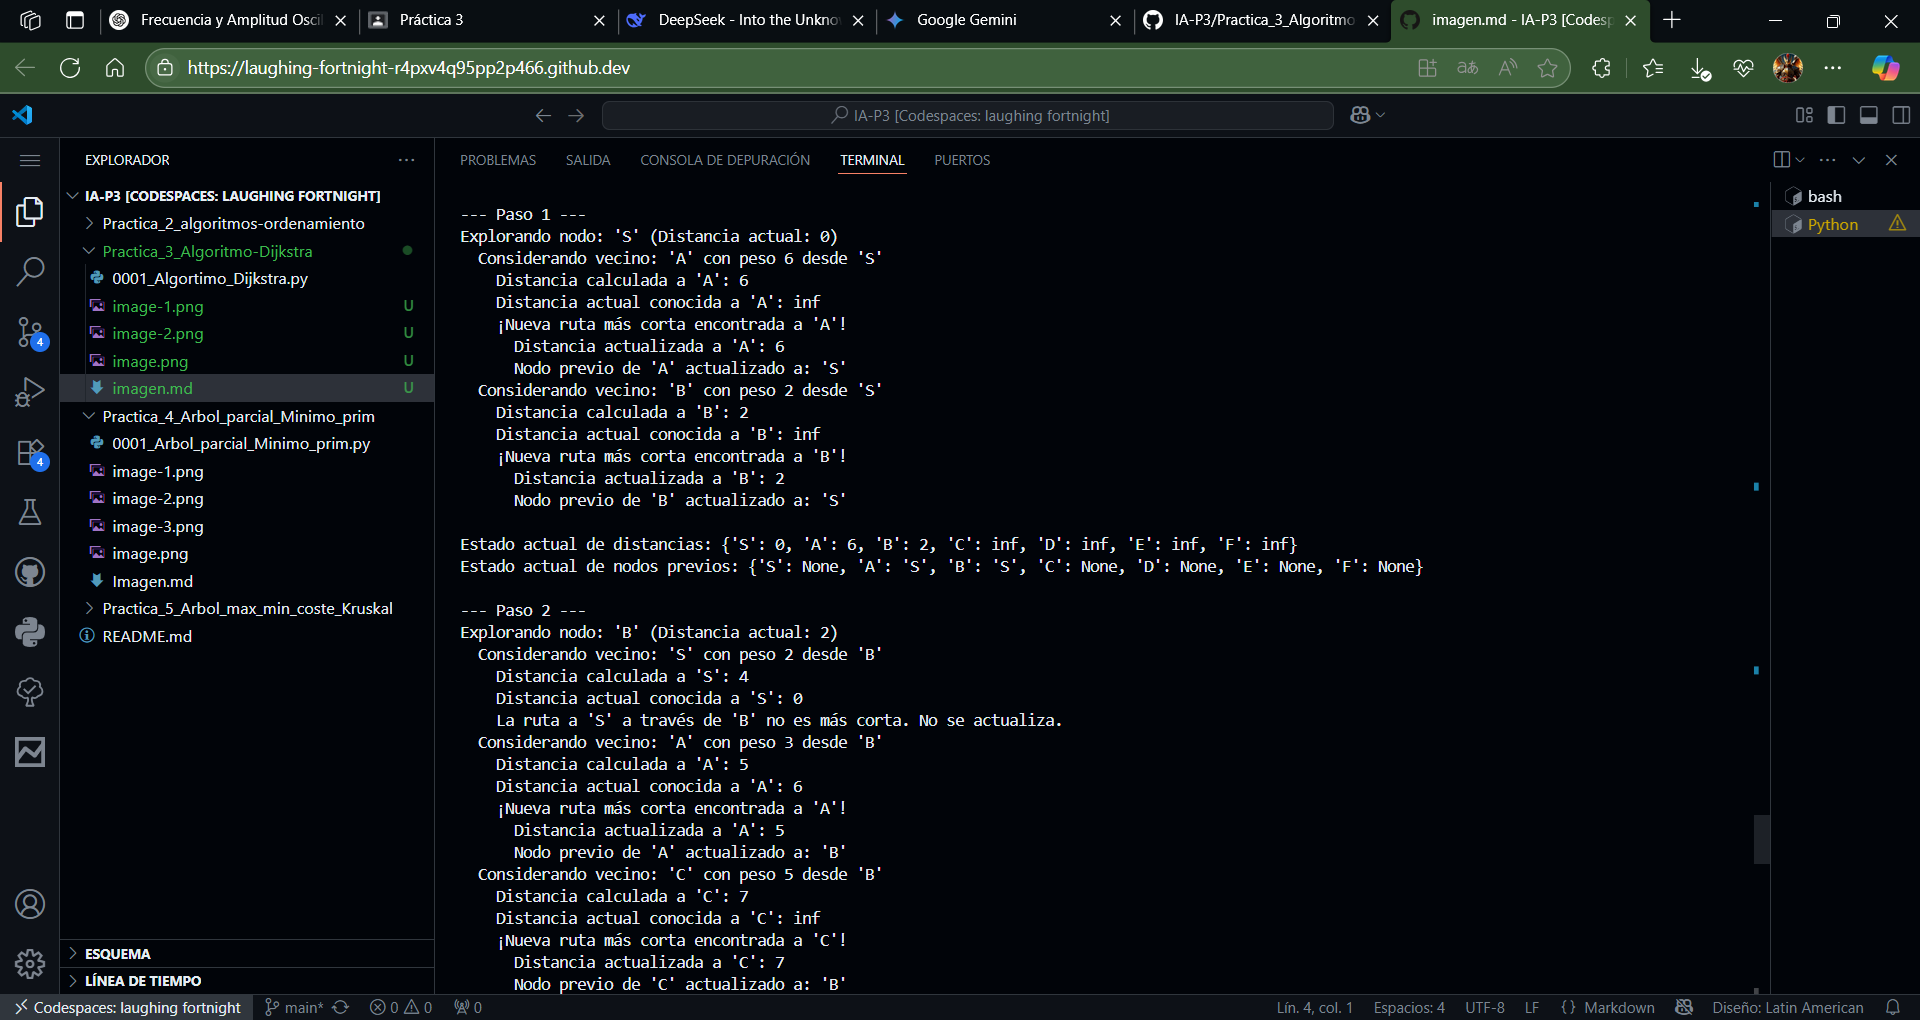 Frecuencia y Amplitud Oscil
Práctica 3
DeepSeek - Into the Unkno
Google Gemini
IA-P3/Practica_3_Algoritmo
imagen.md - IA-P3 [Codesp
https://laughing-fortnight-r4pxv4q95pp2p466.github.dev
IA-P3 [Codespaces: laughing fortnight]
EXPLORADOR
IA-P3 [CODESPACES: LAUGHING FORTNIGHT]
Practica_2_algoritmos-ordenamiento
Practica_3_Algoritmo-Dijkstra
0001_Algortimo_Dijkstra.py
image-1.png U
image-2.png U
image.png U
imagen.md U
Practica_4_Arbol_parcial_Minimo_prim
0001_Arbol_parcial_Minimo_prim.py
image-1.png
image-2.png
image-3.png
image.png
Imagen.md
Practica_5_Arbol_max_min_coste_Kruskal
README.md
ESQUEMA
LÍNEA DE TIEMPO
4
4
PROBLEMAS SALIDA CONSOLA DE DEPURACIÓN TERMINAL PUERTOS
--- Paso 1 ---
Explorando nodo: 'S' (Distancia actual: 0)
Considerando vecino: 'A' con peso 6 desde 'S'
Distancia calculada a 'A': 6
Distancia actual conocida a 'A': inf
¡Nueva ruta más corta encontrada a 'A'!
Distancia actualizada a 'A': 6
Nodo previo de 'A' actualizado a: 'S'
Considerando vecino: 'B' con peso 2 desde 'S'
Distancia calculada a 'B': 2
Distancia actual conocida a 'B': inf
¡Nueva ruta más corta encontrada a 'B'!
Distancia actualizada a 'B': 2
Nodo previo de 'B' actualizado a: 'S'
Estado actual de distancias: {'S': 0, 'A': 6, 'B': 2, 'C': inf, 'D': inf, 'E': inf, 'F': inf}
Estado actual de nodos previos: {'S': None, 'A': 'S', 'B': 'S', 'C': None, 'D': None, 'E': None, 'F': None}
--- Paso 2 ---
Explorando nodo: 'B' (Distancia actual: 2)
Considerando vecino: 'S' con peso 2 desde 'B'
Distancia calculada a 'S': 4
Distancia actual conocida a 'S': 0
La ruta a 'S' a través de 'B' no es más corta. No se actualiza.
Considerando vecino: 'A' con peso 3 desde 'B'
Distancia calculada a 'A': 5
Distancia actual conocida a 'A': 6
¡Nueva ruta más corta encontrada a 'A'!
Distancia actualizada a 'A': 5
Nodo previo de 'A' actualizado a: 'B'
Considerando vecino: 'C' con peso 5 desde 'B'
Distancia calculada a 'C': 7
Distancia actual conocida a 'C': inf
¡Nueva ruta más corta encontrada a 'C'!
Distancia actualizada a 'C': 7
Nodo previo de 'C' actualizado a: 'B'
bash
Python
Codespaces: laughing fortnight main* 0 0 0 Lín. 4, col. 1 Espacios: 4 UTF-8 LF {} Markdown Diseño: Latin American